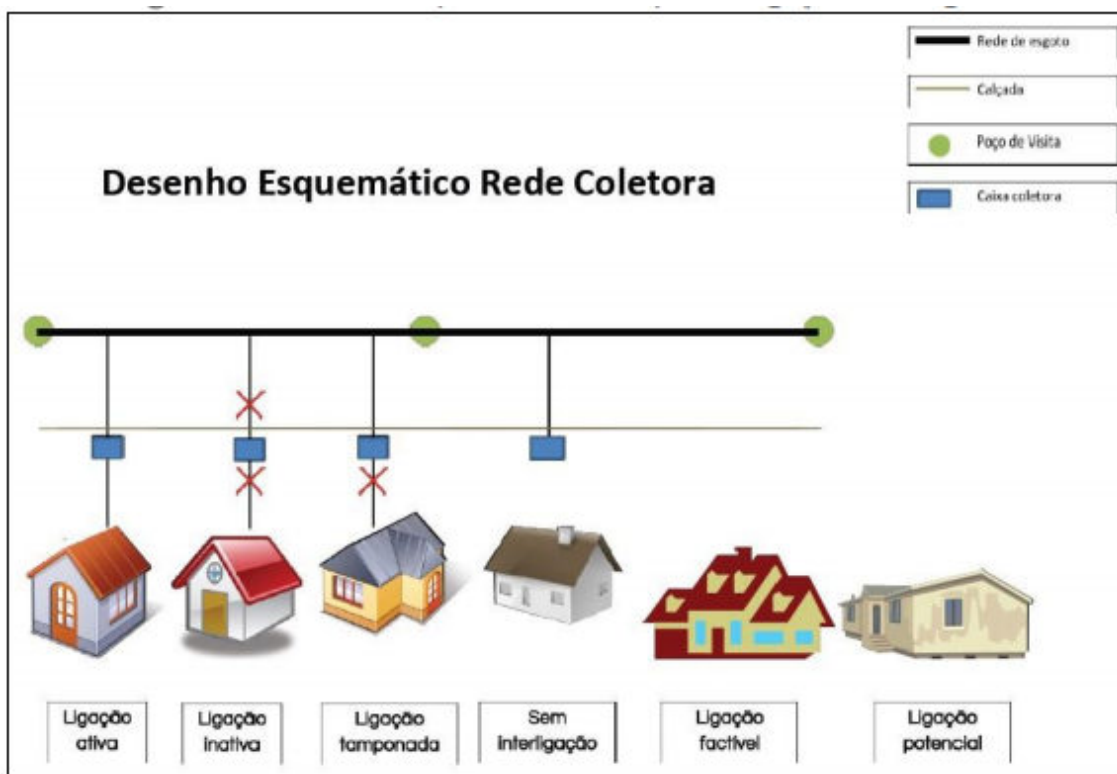 Rede de esgoto
Calçada
Poço de Visita
Caixa coletora
Desenho Esquemático Rede Coletora
Ligação
ativa
Ligação
inativa
Ligação
tamponada
Sem
interligação
Ligação
factível
Ligação
potencial